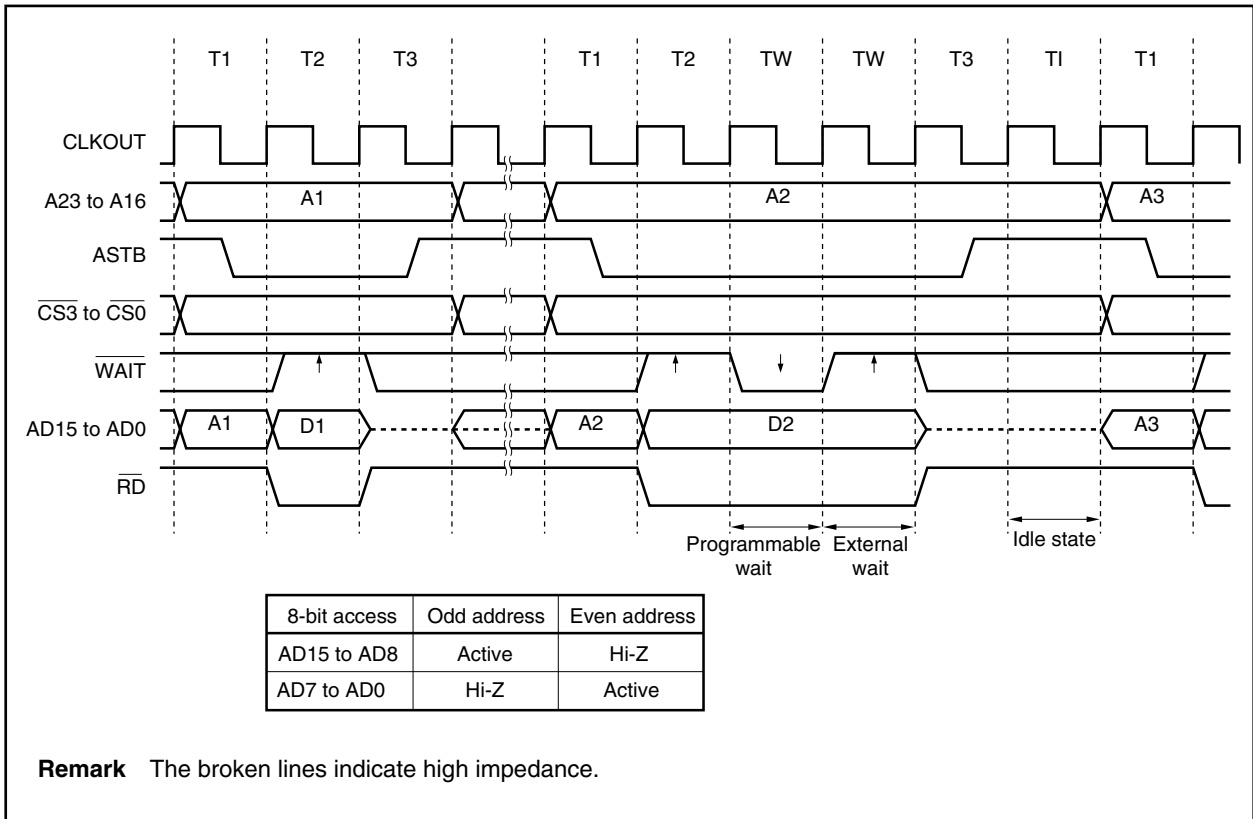 T1 T2 T3 T1 T2 TW TW T3 TI T1
CLKOUT
A23 to A16 A1 A2 A3
ASTB
CS3 to CS0
WAIT
AD15 to AD0 A1 D1 A2 D2 A3
RD
Programmable wait
External wait
Idle state
8-bit access Odd address Even address
AD15 to AD8 Active Hi-Z
AD7 to AD0 Hi-Z Active
Remark The broken lines indicate high impedance.